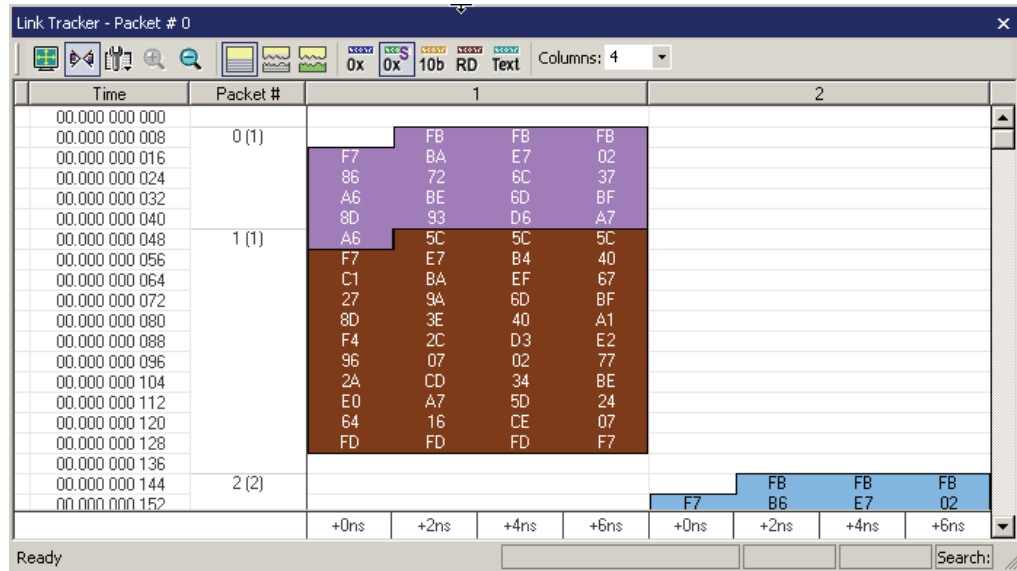 Link Tracker - Packet # 0
0x 0xS 10b RD Text Columns: 4
Time Packet # 1 2
00.000 000 000
00.000 000 008 0 (1) FB FB FB
00.000 000 016 F7 BA E7 02
00.000 000 024 86 72 6C 37
00.000 000 032 A6 BE 6D BF
00.000 000 040 8D 93 D6 A7
00.000 000 048 1 (1) A6 5C 5C 5C
00.000 000 056 F7 E7 B4 40
00.000 000 064 C1 BA EF 67
00.000 000 072 27 9A 6D BF
00.000 000 080 8D 3E 40 A1
00.000 000 088 F4 2C D3 E2
00.000 000 096 96 07 02 77
00.000 000 104 2A CD 34 BE
00.000 000 112 E0 A7 5D 24
00.000 000 120 64 16 CE 07
00.000 000 128 FD FD FD F7
00.000 000 136
00.000 000 144 2 (2) FB FB FB
00.000 000 152 F7 B6 E7 02
+0ns +2ns +4ns +6ns +0ns +2ns +4ns +6ns
Ready Search: